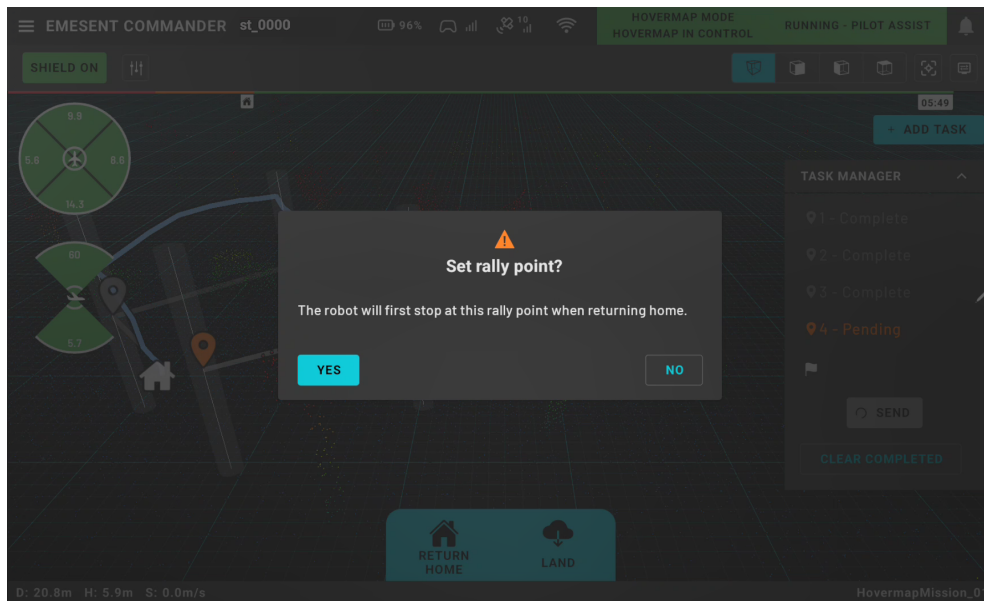 EMESENT COMMANDER st_0000 96% 10 HOVERMAP MODE RUNNING - PILOT ASSIST
HOVERMAP IN CONTROL
SHIELD ON
05:49
+ ADD TASK
9.9
5.6 8.8
14.3
60
5.7
TASK MANAGER
1 - Complete
2 - Complete
3 - Complete
4 - Pending
SEND
CLEAR COMPLETED
Set rally point?
The robot will first stop at this rally point when returning home.
YES NO
RETURN
HOME
LAND
D: 20.8m H: 5.9m S: 0.0m/s HovermapMission_0